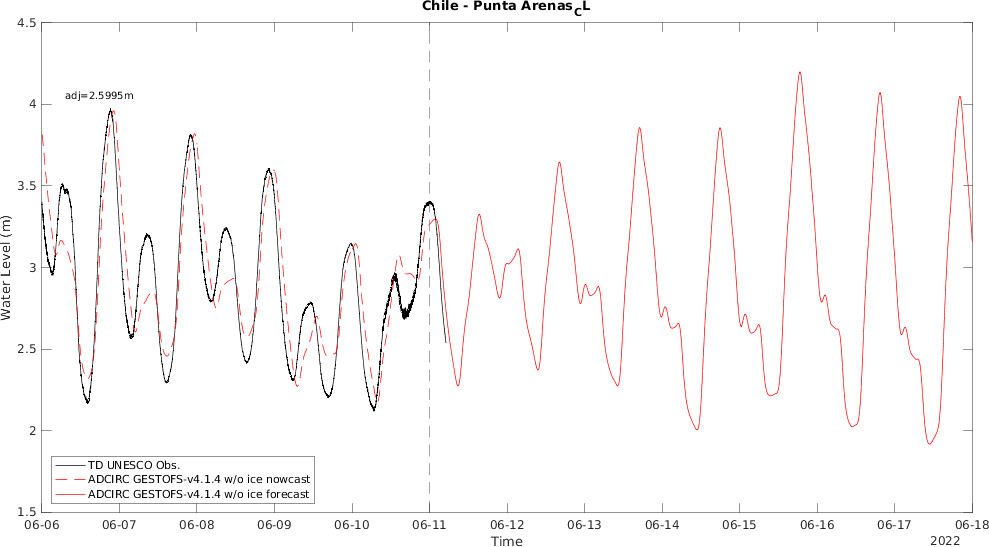 Chile - Punta Arenas_CL
4.5
4
3.5
3
2.5
2
1.5
Water Level (m)
adj=2.5995m
TD UNESCO Obs.
ADCIRC GESTOFS-v4.1.4 w/o ice nowcast
ADCIRC GESTOFS-v4.1.4 w/o ice forecast
06-06 06-07 06-08 06-09 06-10 06-11 06-12 06-13 06-14 06-15 06-16 06-17 06-18
Time
2022